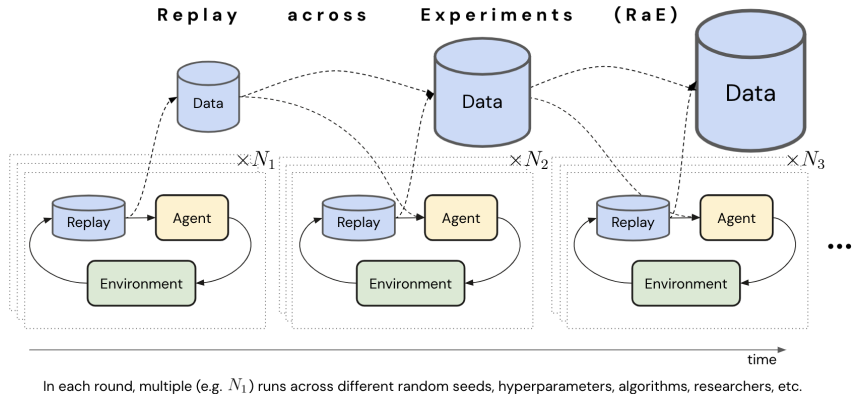 Replay across Experiments (RaE)
Data
Data
Data
×N₁
×N₂
×N₃
Replay
Agent
Environment
Replay
Agent
Environment
Replay
Agent
Environment
...
time
In each round, multiple (e.g. N₁) runs across different random seeds, hyperparameters, algorithms, researchers, etc.